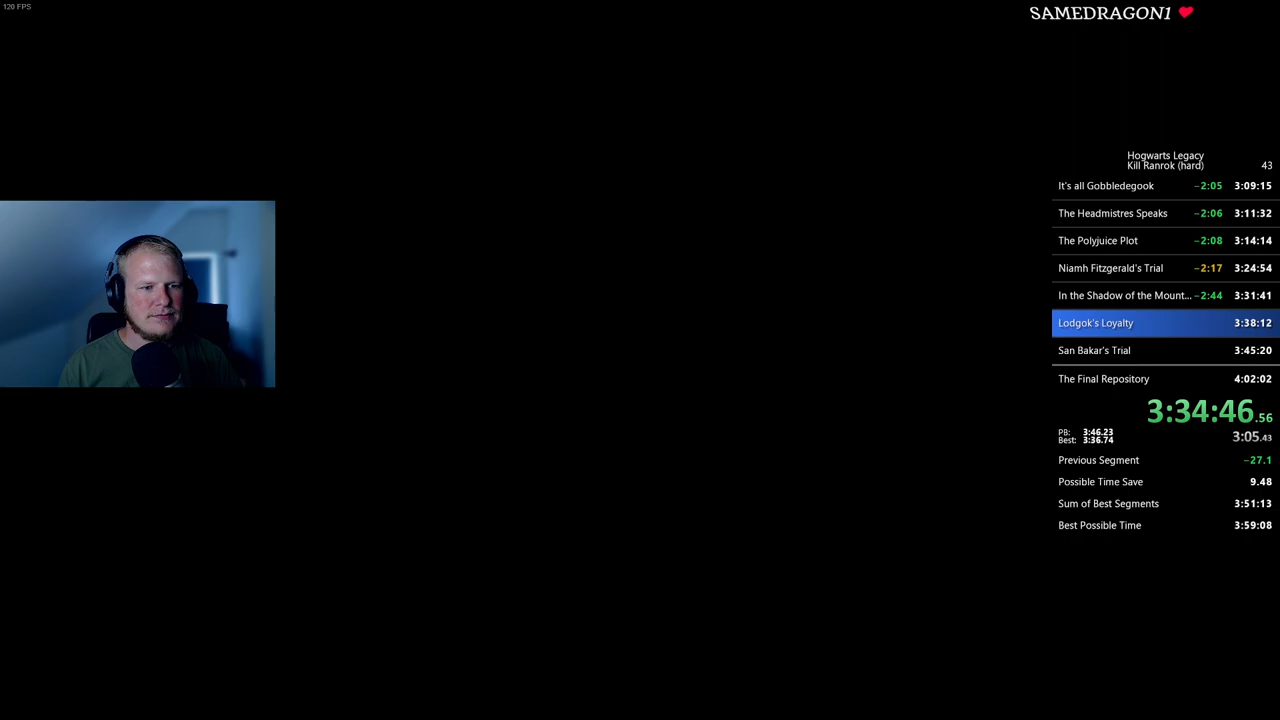 120 FPS
SAMEDRAGON1
Hogwarts Legacy
Kill Ranrok (hard) 43
It's all Gobbledegook -2:05 3:09:15
The Headmistres Speaks -2:06 3:11:32
The Polyjuice Plot -2:08 3:14:14
Niamh Fitzgerald's Trial -2:17 3:24:54
In the Shadow of the Mount... -2:44 3:31:41
Lodgok's Loyalty 3:38:12
San Bakar's Trial 3:45:20
The Final Repository 4:02:02
3:34:46.56
PB: 3:46.23
Best: 3:36.74 3:05.43
Previous Segment -27.1
Possible Time Save 9.48
Sum of Best Segments 3:51:13
Best Possible Time 3:59:08